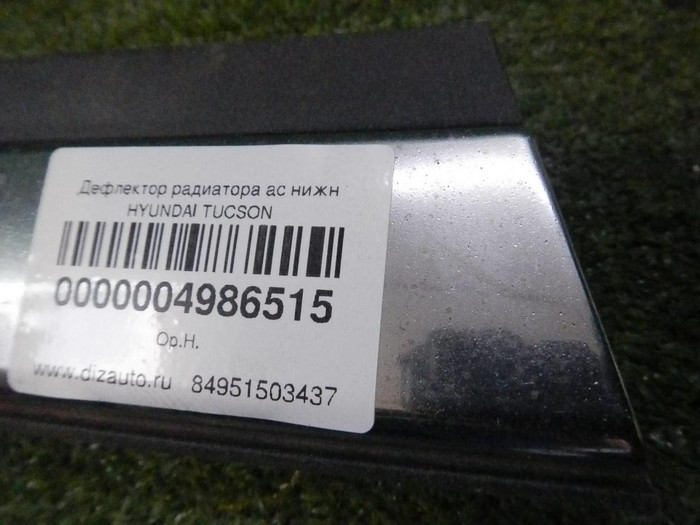 Дефлектор радиатора ас нижн
HYUNDAI TUCSON
0000004986515
Ор.Н.
www.dizauto.ru 84951503437